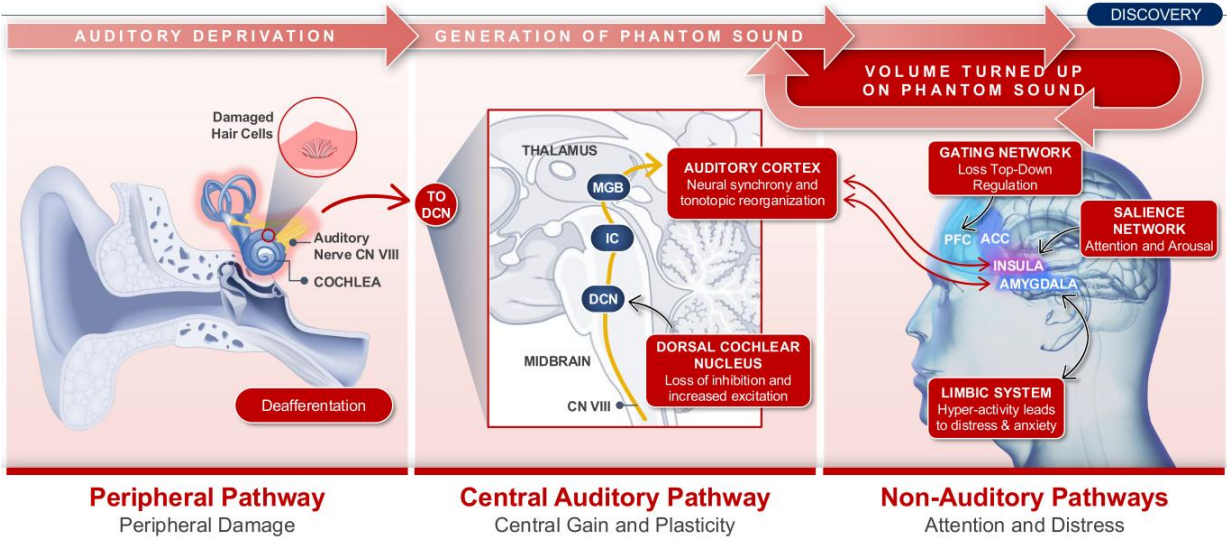 DISCOVERY
AUDITORY DEPRIVATION
GENERATION OF PHANTOM SOUND
VOLUME TURNED UP
ON PHANTOM SOUND
Damaged
Hair Cells
Auditory
Nerve CN VIII
COCHLEA
Deafferentation
TO
DCN
THALAMUS
MGB
IC
DCN
MIDBRAIN
CN VIII
AUDITORY CORTEX
Neural synchrony and
tonotopic reorganization
DORSAL COCHLEAR
NUCLEUS
Loss of inhibition and
increased excitation
GATING NETWORK
Loss Top-Down
Regulation
SALIENCE
NETWORK
Attention and Arousal
PFC
ACC
INSULA
AMYGDALA
LIMBIC SYSTEM
Hyper-activity leads
to distress & anxiety
Peripheral Pathway
Peripheral Damage
Central Auditory Pathway
Central Gain and Plasticity
Non-Auditory Pathways
Attention and Distress